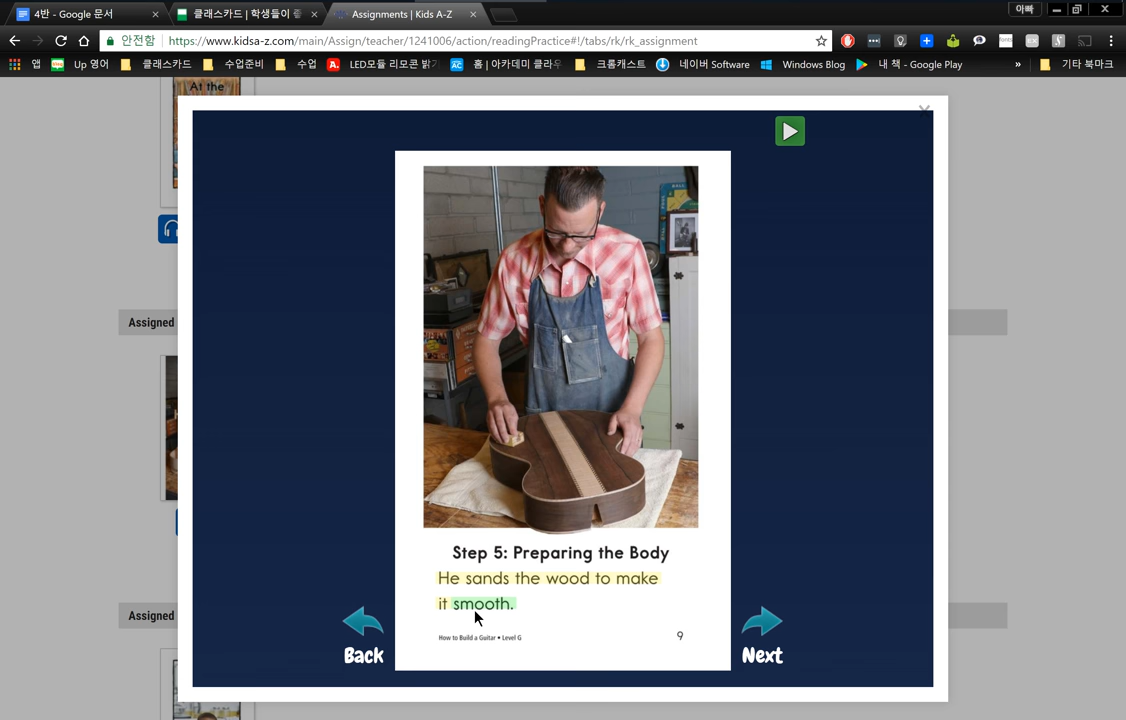 4반 - Google 문서
클래스카드 | 학생들이 즐
Assignments | Kids A-Z
아빠
안전함
https://www.kidsa-z.com/main/Assign/teacher/1241006/action/readingPractice#!/tabs/rk/rk_assignment
앱
Up 영어
클래스카드
수업준비
수업
LED모듈 리모콘 밝기
홈 | 아카데미 클라우
크롬캐스트
네이버 Software
Windows Blog
내 책 - Google Play
»
기타 북마크
At the
Assigned
Assigned
Step 5: Preparing the Body
He sands the wood to make
it smooth.
How to Build a Guitar • Level G
9
Back
Next